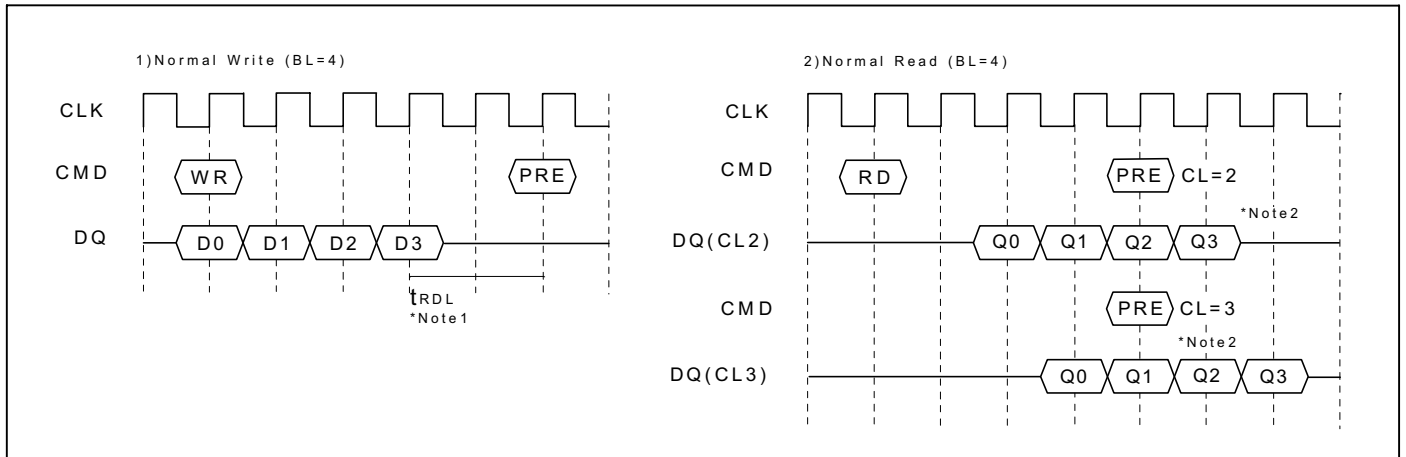 1)Normal Write (BL=4)
CLK
CMD
WR
PRE
DQ
D0
D1
D2
D3
tRDL
*Note1
2)Normal Read (BL=4)
CLK
CMD
RD
PRE
CL=2
*Note2
DQ(CL2)
Q0
Q1
Q2
Q3
CMD
PRE
CL=3
*Note2
DQ(CL3)
Q0
Q1
Q2
Q3